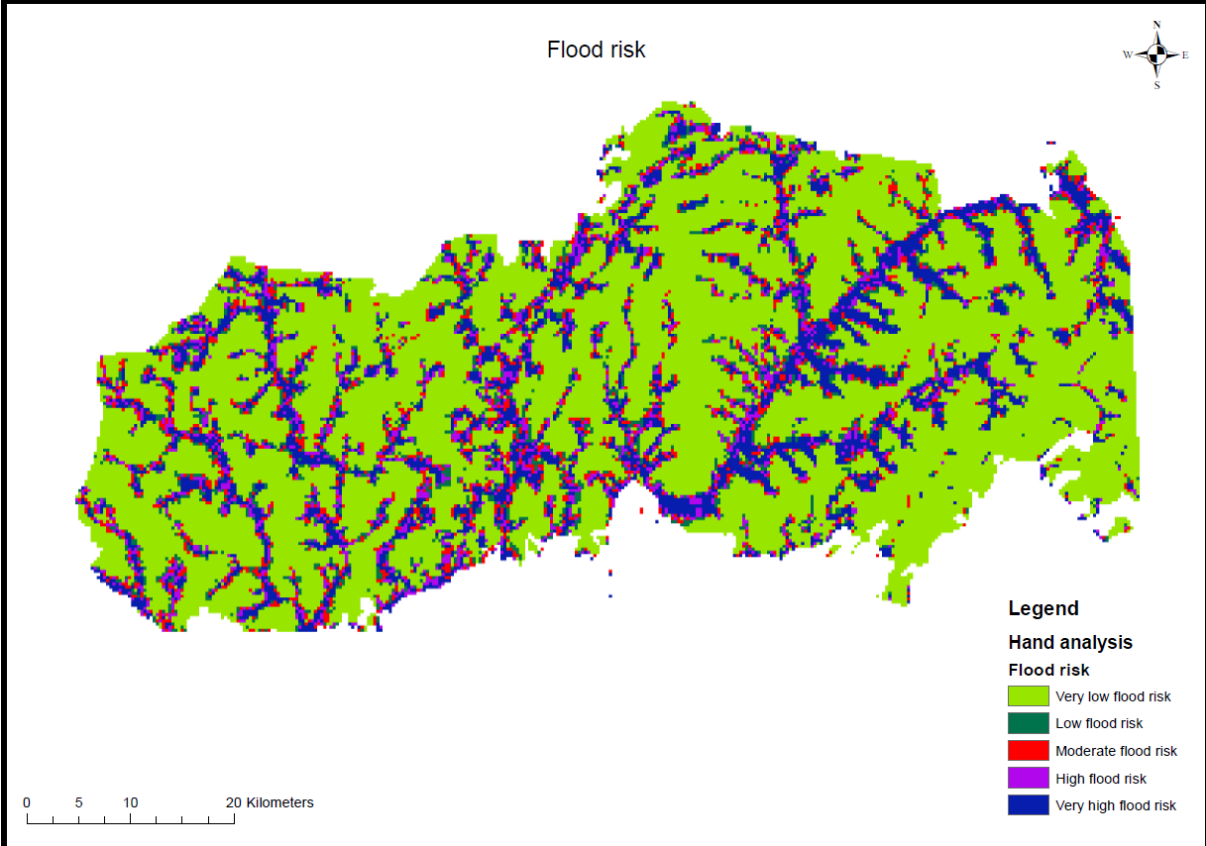 Flood risk
N
W E
S
Legend
Hand analysis
Flood risk
Very low flood risk
Low flood risk
Moderate flood risk
High flood risk
Very high flood risk
0 5 10 20 Kilometers